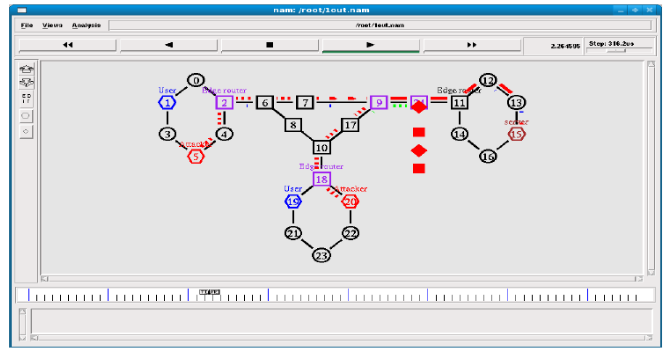 nam: /root/1out.nam
File Views Analysis /root/1out.nam
2.264505 Step: 316.2us
0 12
User Edge router Edge router
1 2 6 7 9 11 13
server
3 4 8 17 14 15
Attacker
5 10 16
Edge router
18
User Attacker
19 20
21 22
23